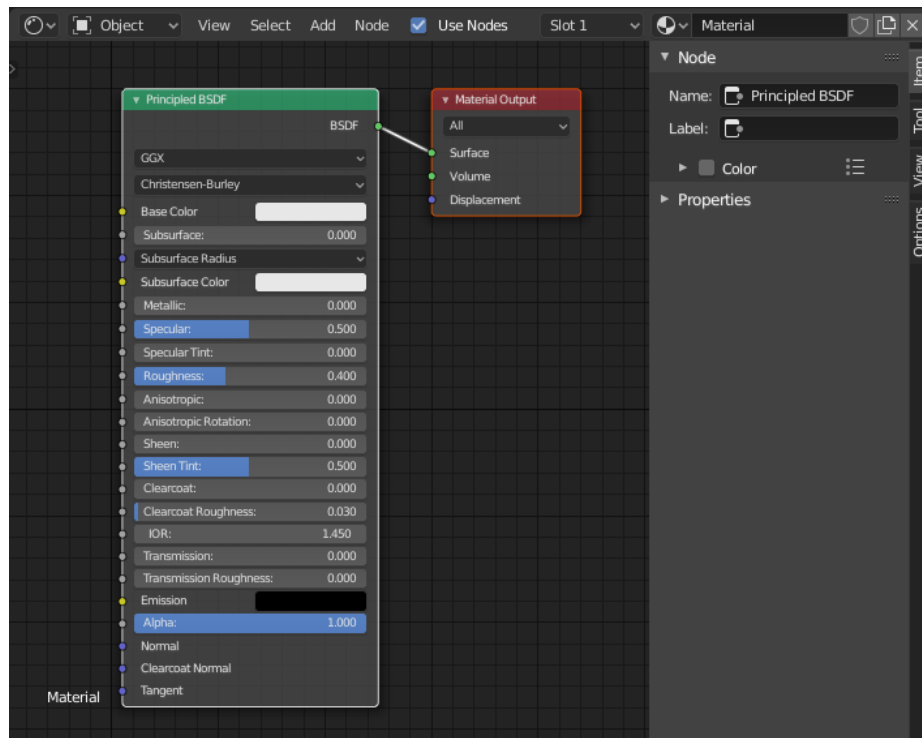 Object View Select Add Node Use Nodes Slot 1 Material
Node
Item
Name: Principled BSDF
Label:
Color
Properties
Tool
View
Options
Principled BSDF
BSDF
GGX
Christensen-Burley
Base Color
Subsurface: 0.000
Subsurface Radius
Subsurface Color
Metallic: 0.000
Specular: 0.500
Specular Tint: 0.000
Roughness: 0.400
Anisotropic: 0.000
Anisotropic Rotation: 0.000
Sheen: 0.000
Sheen Tint: 0.500
Clearcoat: 0.000
Clearcoat Roughness: 0.030
IOR: 1.450
Transmission: 0.000
Transmission Roughness: 0.000
Emission
Alpha: 1.000
Normal
Clearcoat Normal
Tangent
Material Output
All
Surface
Volume
Displacement
Material